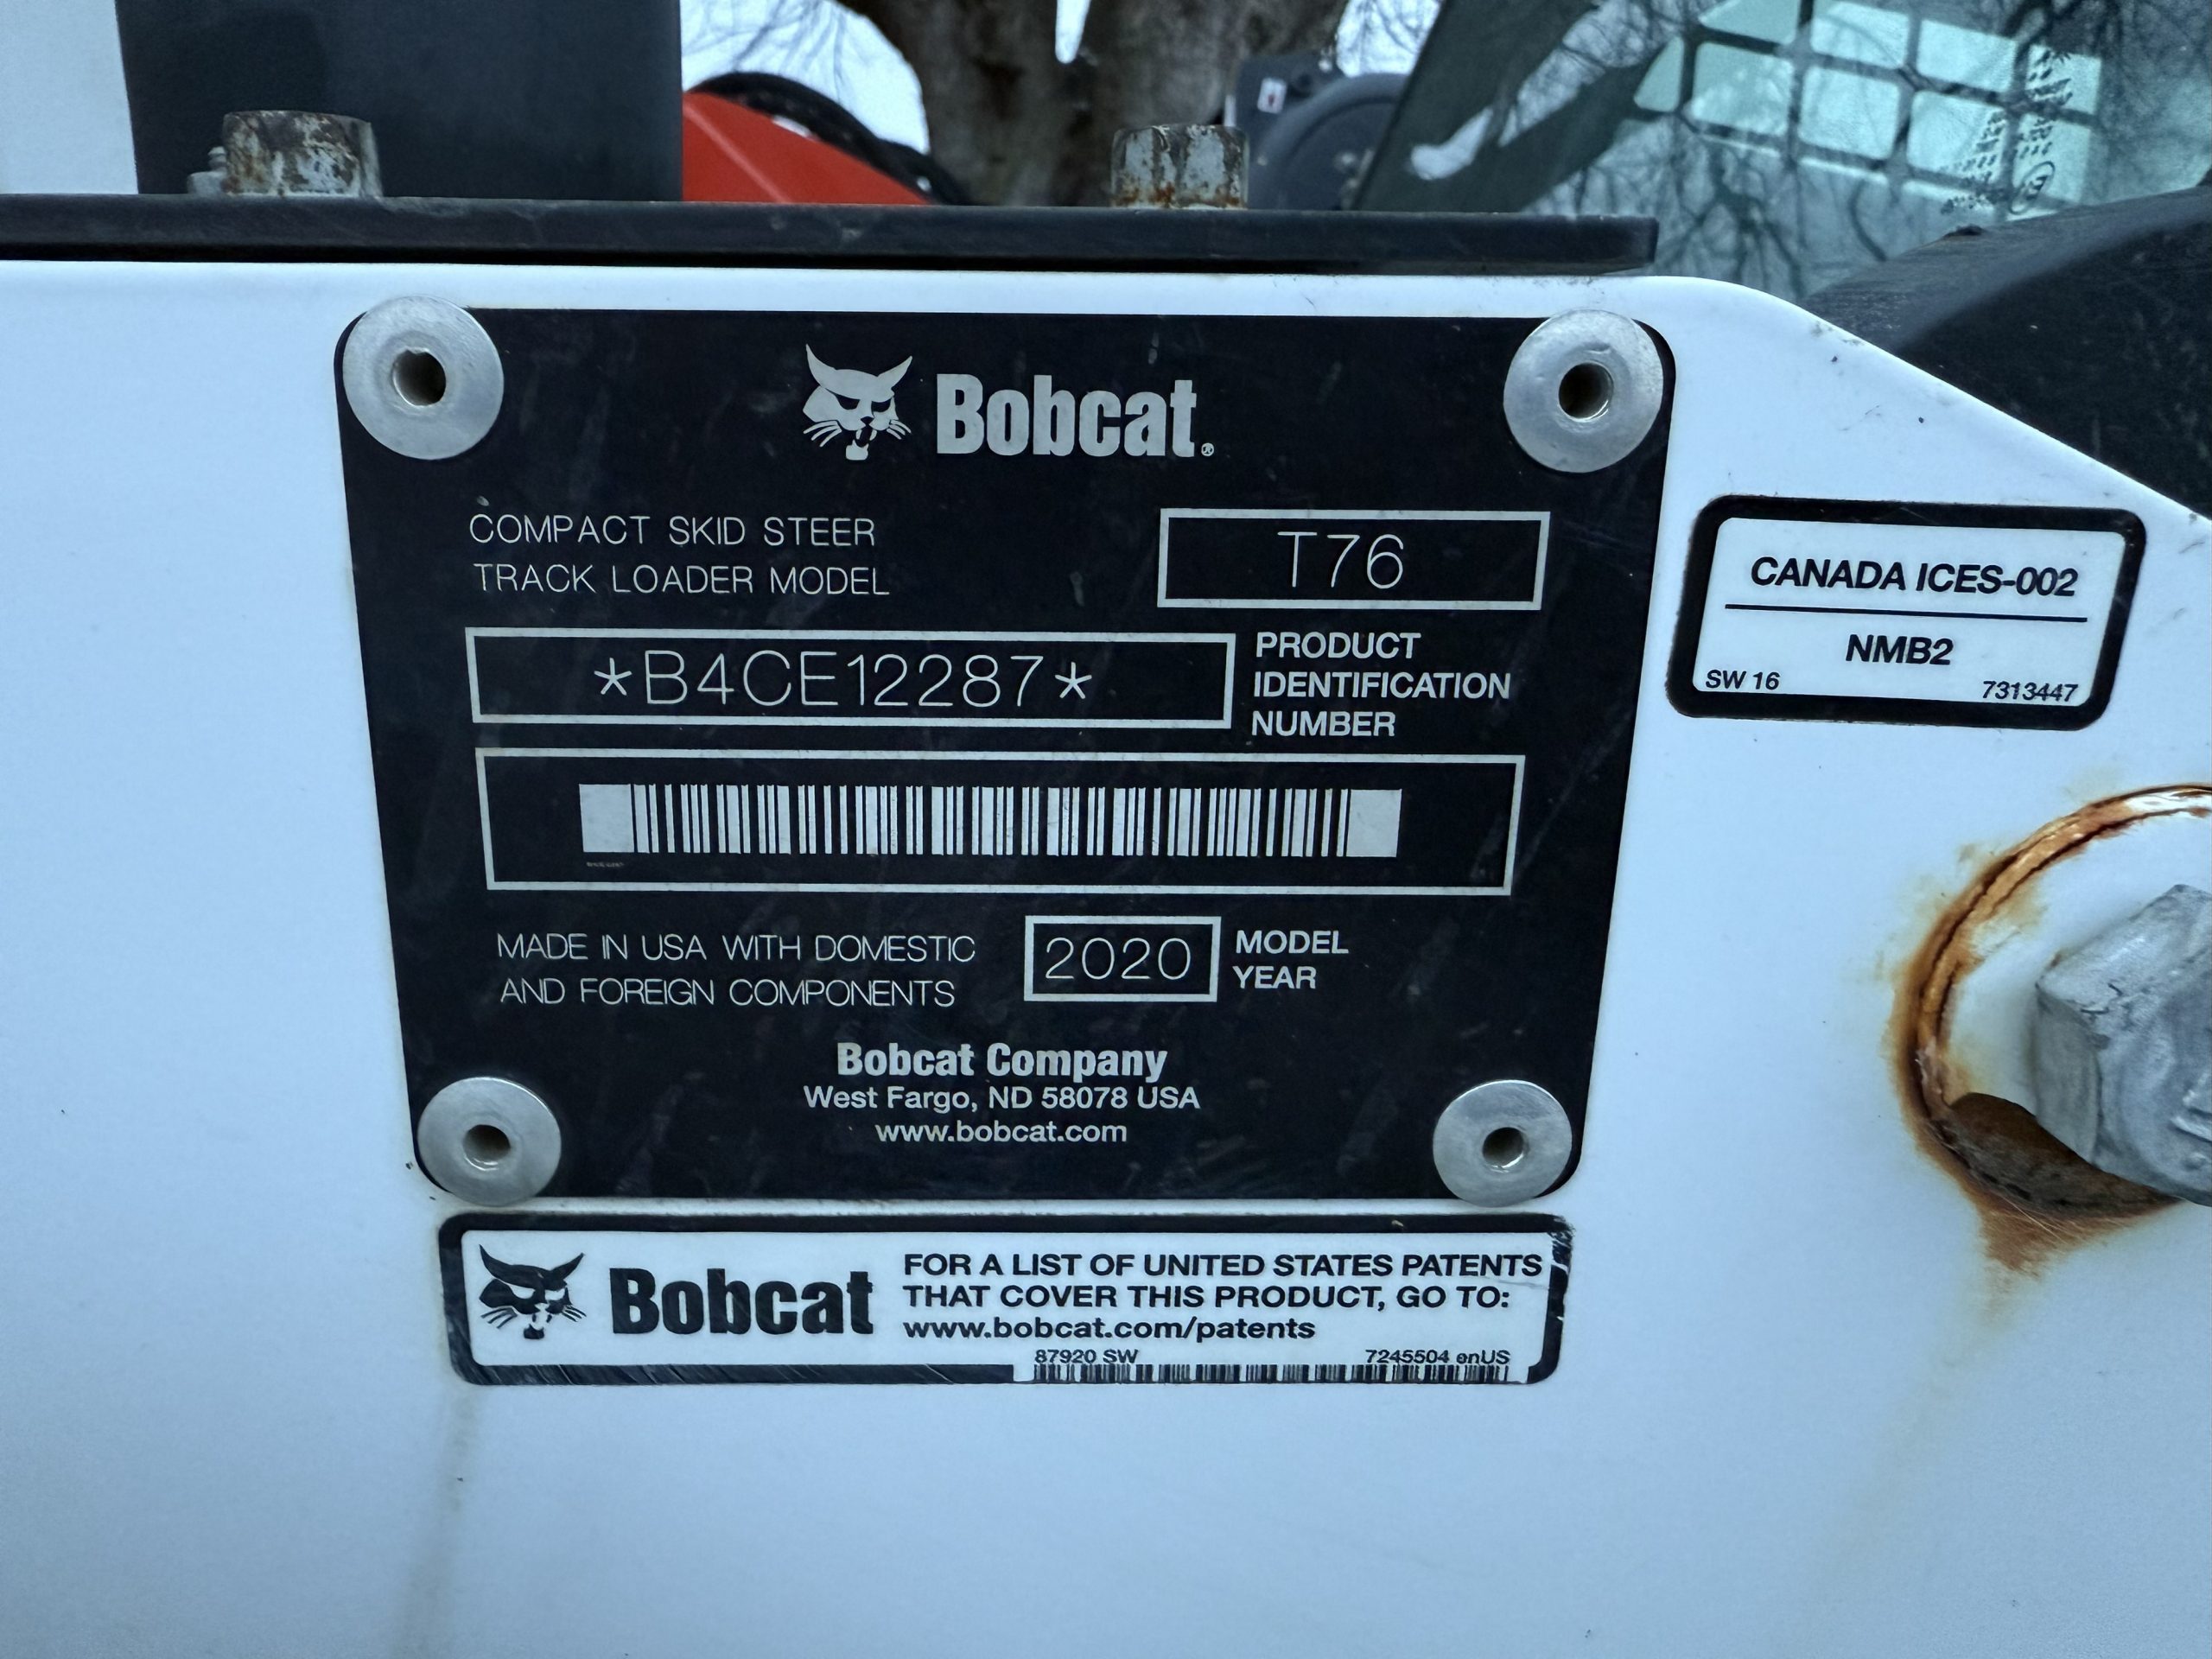 Bobcat®
COMPACT SKID STEER
TRACK LOADER MODEL
T76
*B4CE12287*
PRODUCT
IDENTIFICATION
NUMBER
MADE IN USA WITH DOMESTIC
AND FOREIGN COMPONENTS
2020
MODEL
YEAR
Bobcat Company
West Fargo, ND 58078 USA
www.bobcat.com
CANADA ICES-002
NMB2
SW 16
7313447
Bobcat
FOR A LIST OF UNITED STATES PATENTS
THAT COVER THIS PRODUCT, GO TO:
www.bobcat.com/patents
87920 SW
7245504 enUS